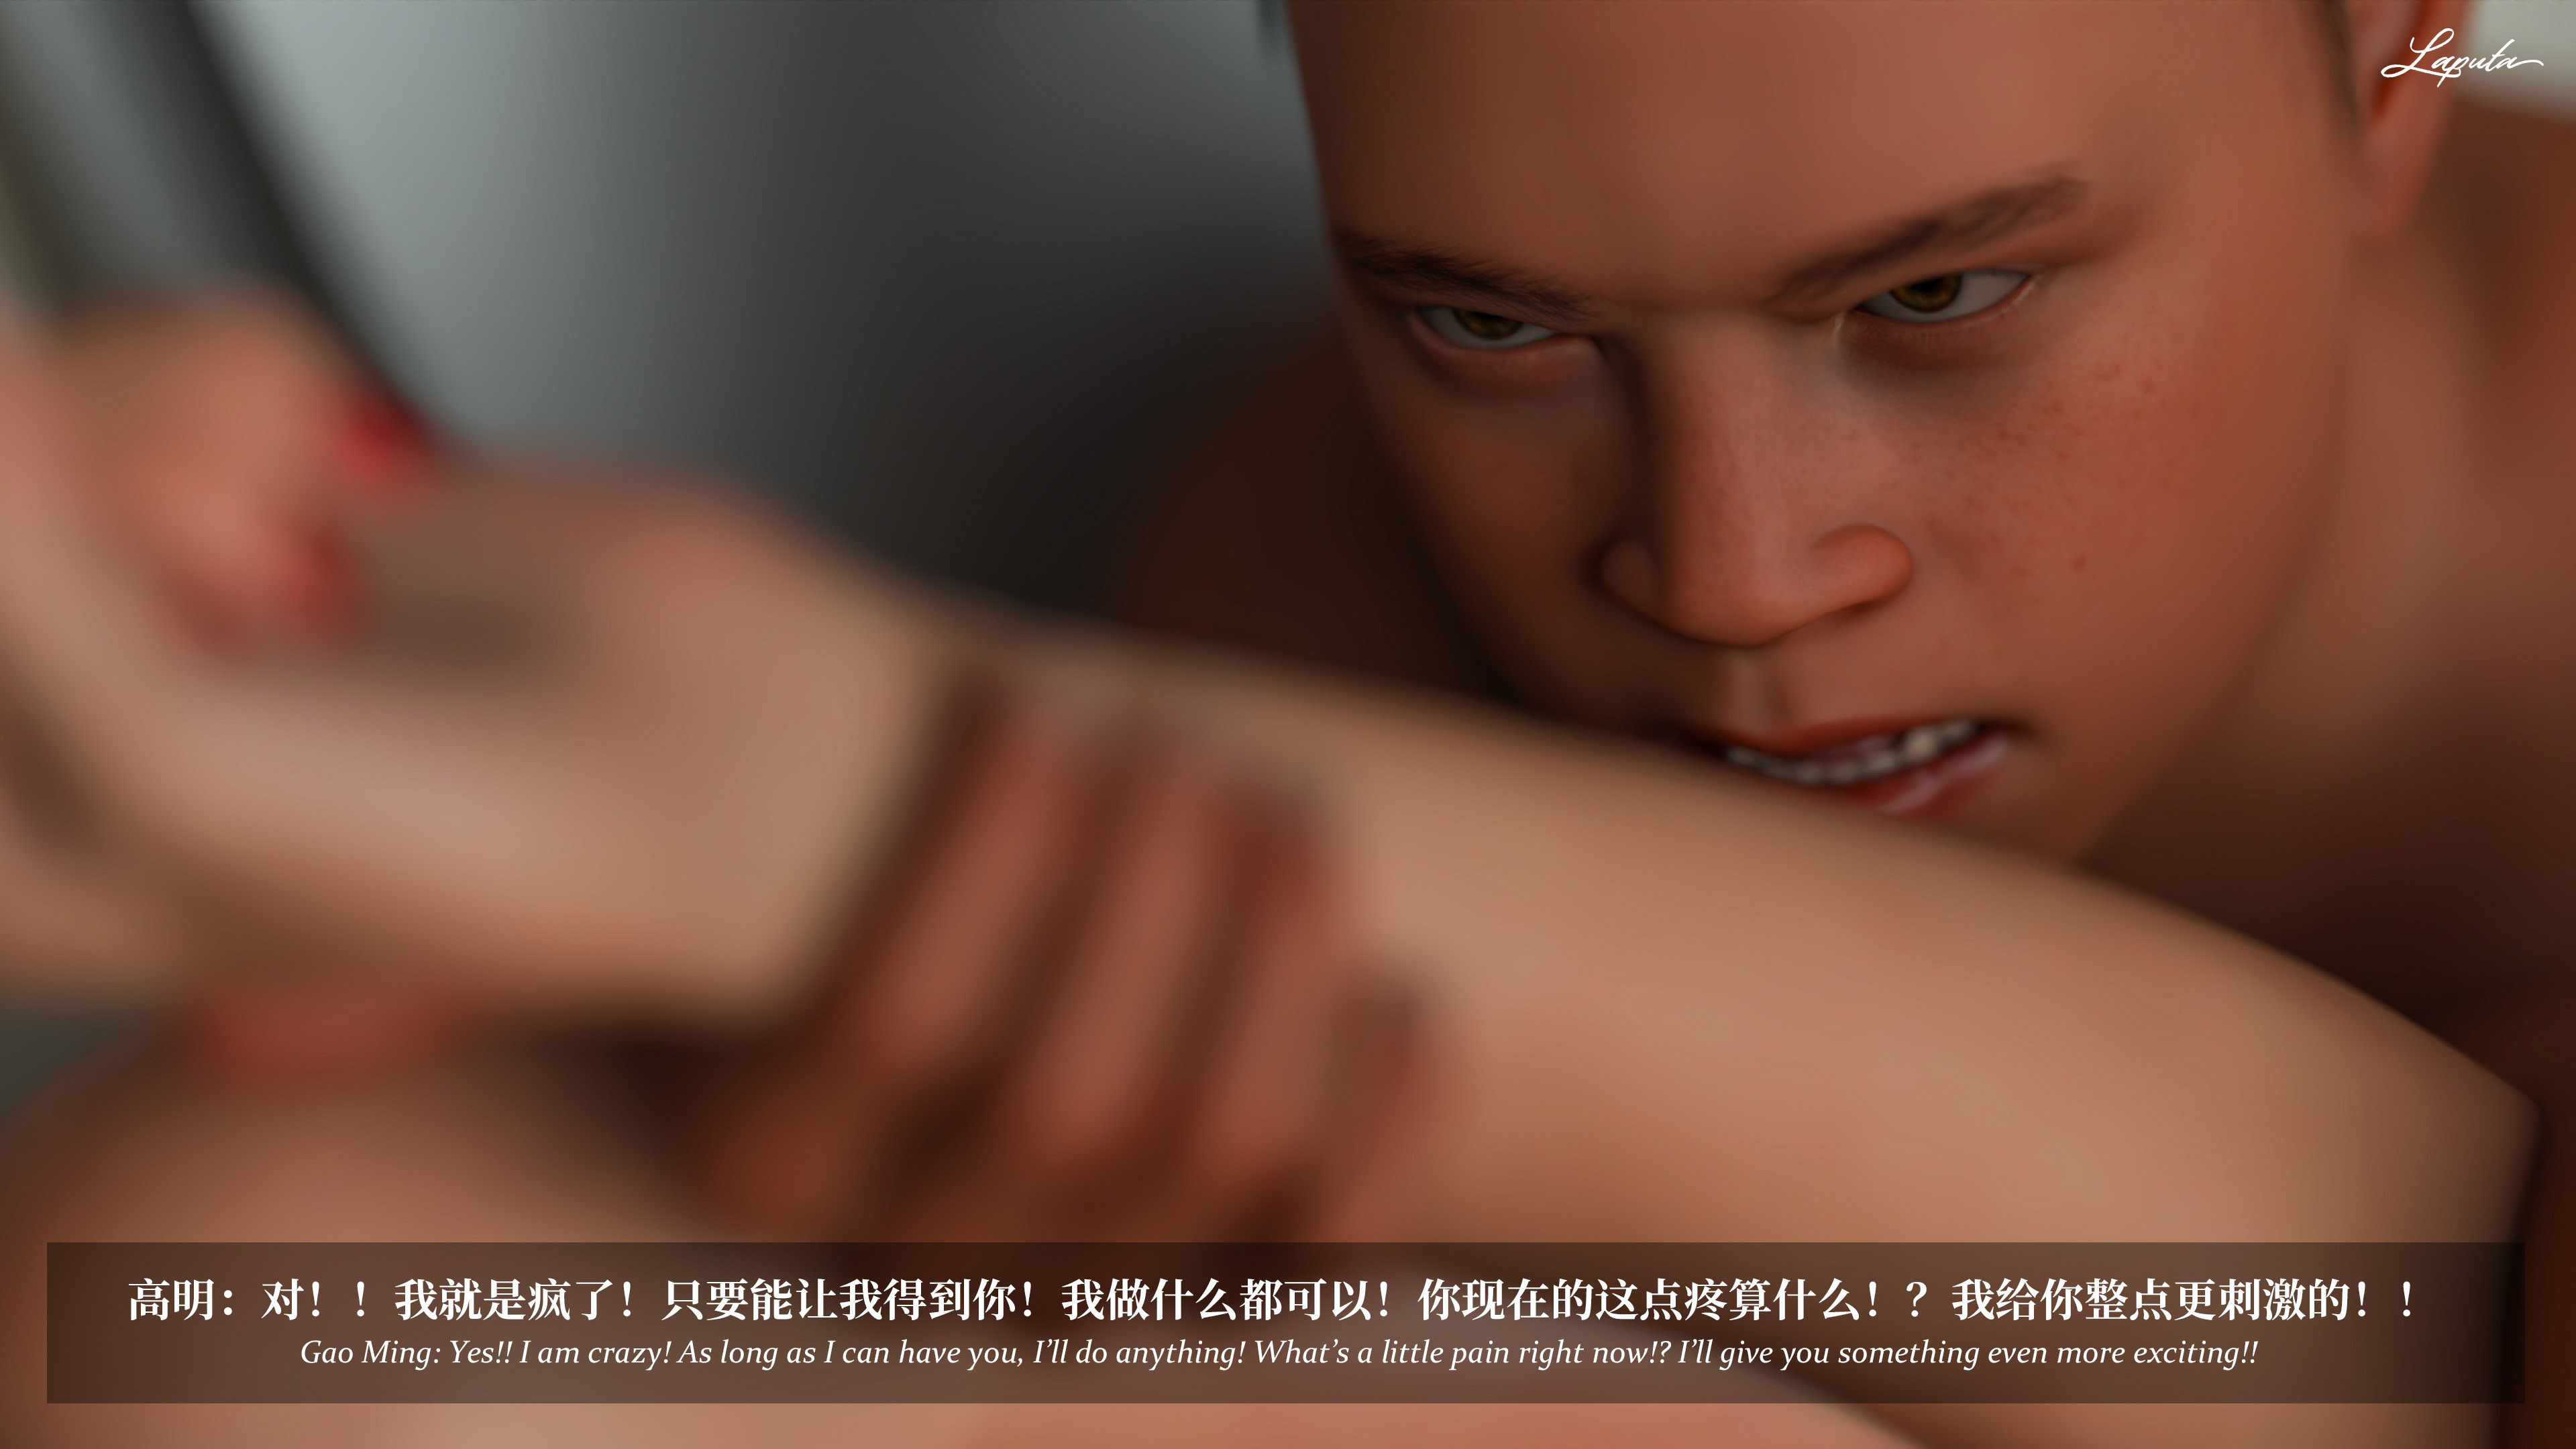 Laputa
高明：对！！我就是疯了！只要能让我得到你！我做什么都可以！你现在的这点疼算什么！？我给你整点更刺激的！！
Gao Ming: Yes!! I am crazy! As long as I can have you, I’ll do anything! What’s a little pain right now!? I’ll give you something even more exciting!!